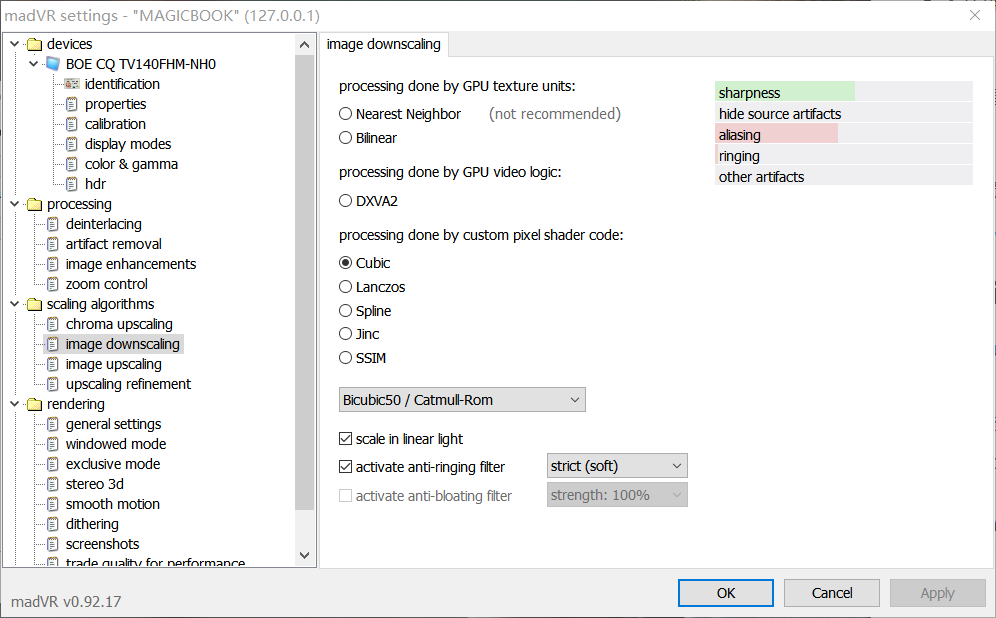 madVR settings - "MAGICBOOK" (127.0.0.1)
devices
BOE CQ TV140FHM-NH0
identification
properties
calibration
display modes
color & gamma
hdr
processing
deinterlacing
artifact removal
image enhancements
zoom control
scaling algorithms
chroma upscaling
image downscaling
image upscaling
upscaling refinement
rendering
general settings
windowed mode
exclusive mode
stereo 3d
smooth motion
dithering
screenshots
trade quality for performance
image downscaling
processing done by GPU texture units:
Nearest Neighbor (not recommended)
Bilinear
processing done by GPU video logic:
DXVA2
processing done by custom pixel shader code:
Cubic
Lanczos
Spline
Jinc
SSIM
Bicubic50 / Catmull-Rom
scale in linear light
activate anti-ringing filter strict (soft)
activate anti-bloating filter strength: 100%
sharpness
hide source artifacts
aliasing
ringing
other artifacts
madVR v0.92.17
OK Cancel Apply